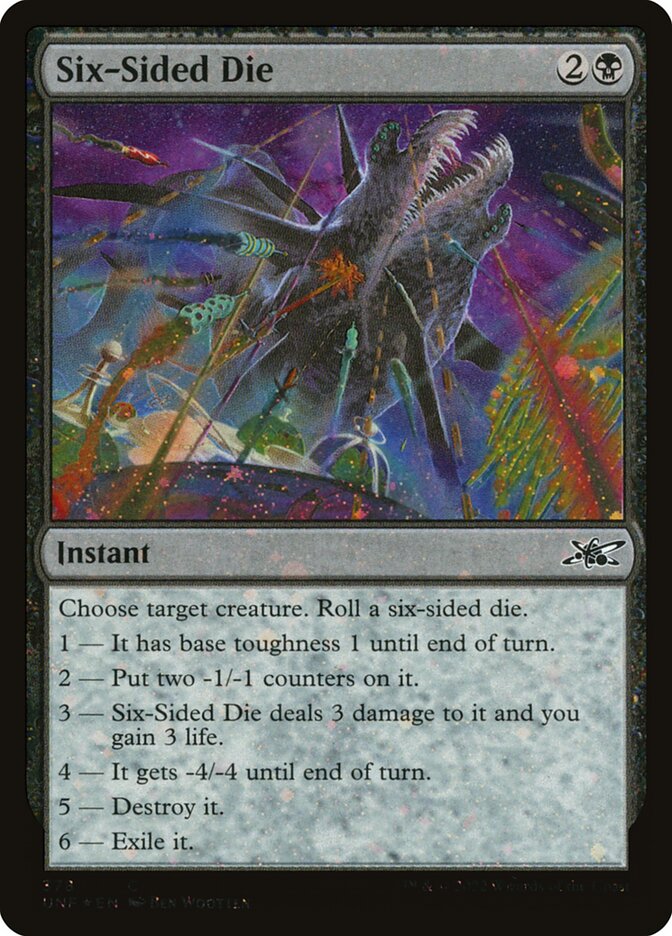 Six-Sided Die 2
Instant
Choose target creature. Roll a six-sided die.
1 — It has base toughness 1 until end of turn.
2 — Put two -1/-1 counters on it.
3 — Six-Sided Die deals 3 damage to it and you
gain 3 life.
4 — It gets -4/-4 until end of turn.
5 — Destroy it.
6 — Exile it.
UNF EN